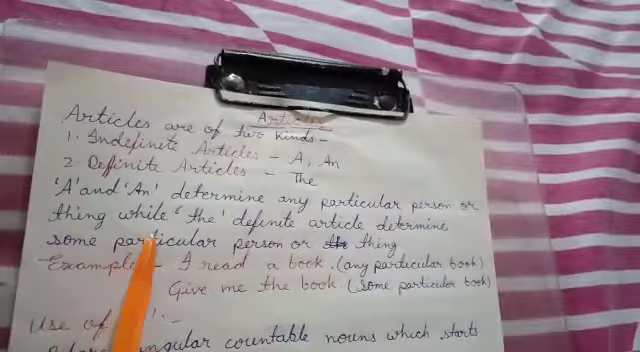 Articles
Articles are of two kinds -
1. Indefinite Articles - A, An
2. Definite Articles - The
'A' and 'An' determine any particular person or
thing while 'the' definite article determines
some particular person or thing
Example - I read a book. (any particular book)
Give me the book. (some particular book)
Use of
singular countable nouns which starts